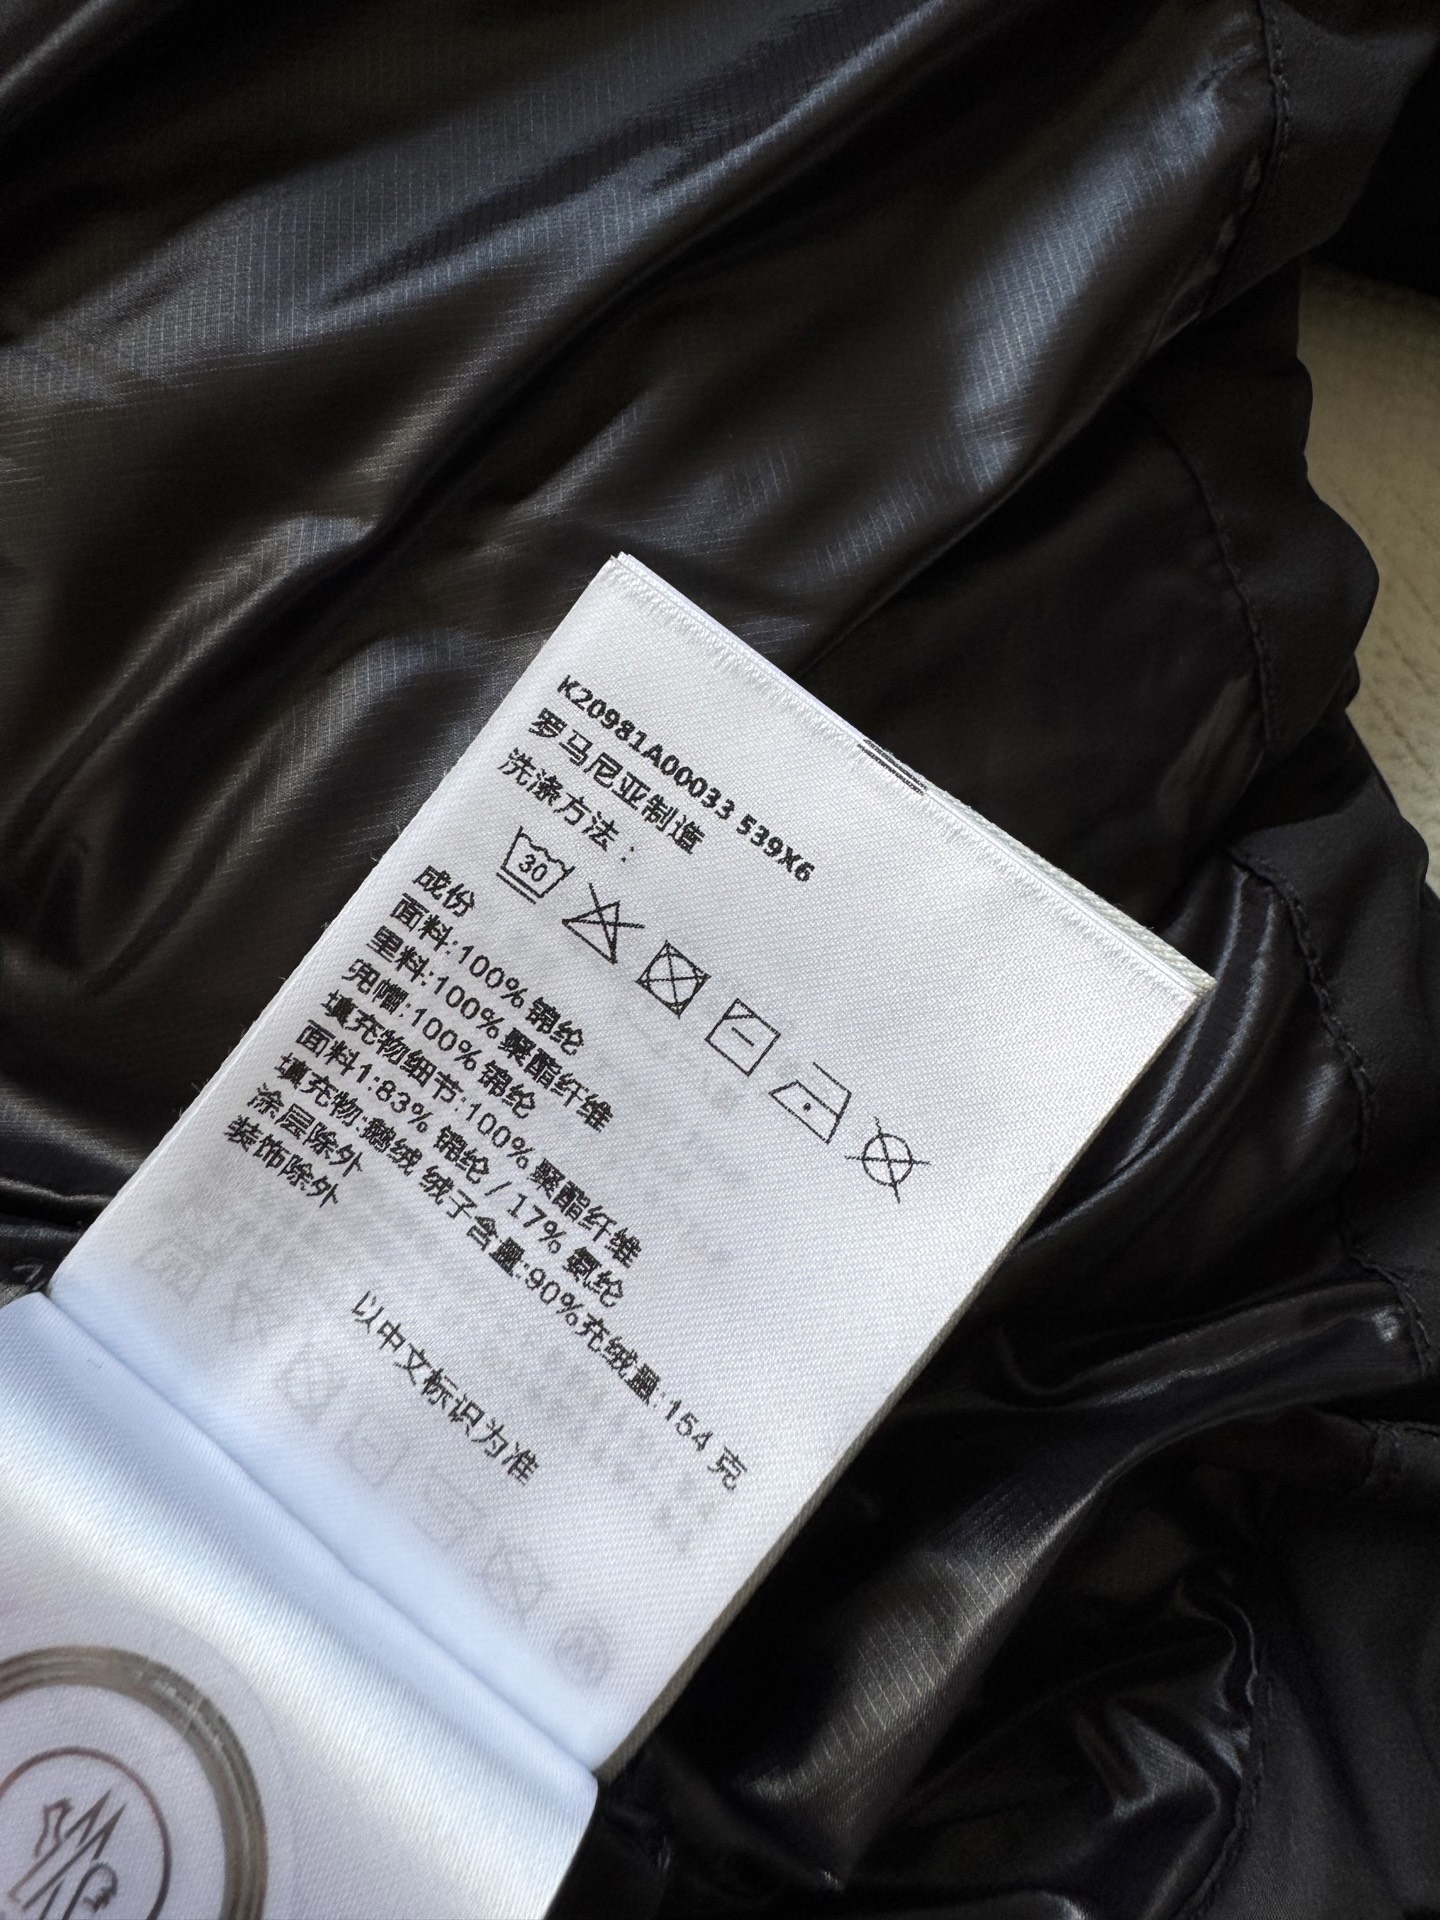 K20981A00033 539X6
罗马尼亚制造
洗涤方法：
30
成份
面料:100% 锦纶
里料:100% 聚酯纤维
兜帽:100% 锦纶
填充物细节:100% 聚酯纤维
面料1:83% 锦纶 / 17% 氨纶
填充物:鹅绒 绒子含量:90%充绒量:154 克
涂层除外
装饰除外
以中文标识为准